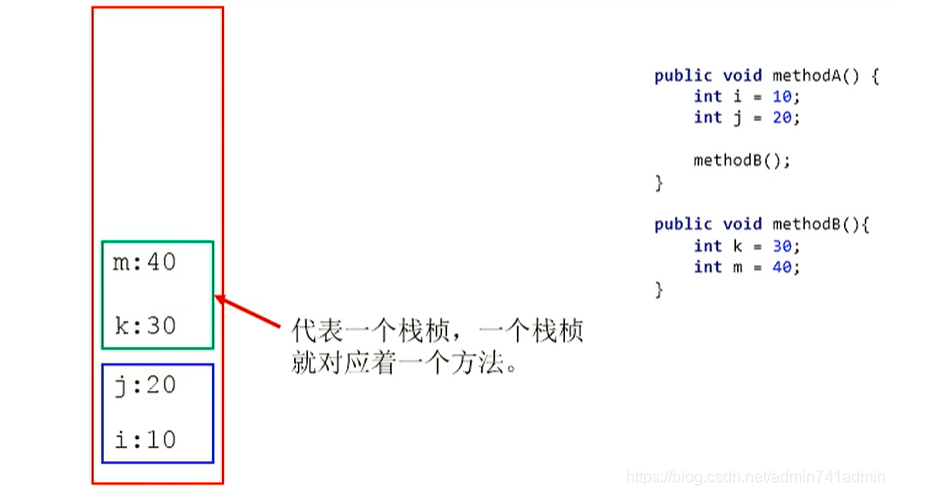 m:40
k:30
j:20
i:10
代表一个栈桢，一个栈桢
就对应着一个方法。
public void methodA() {
    int i = 10;
    int j = 20;
    methodB();
}
public void methodB(){
    int k = 30;
    int m = 40;
}
https://blog.csdn.net/admin741admin